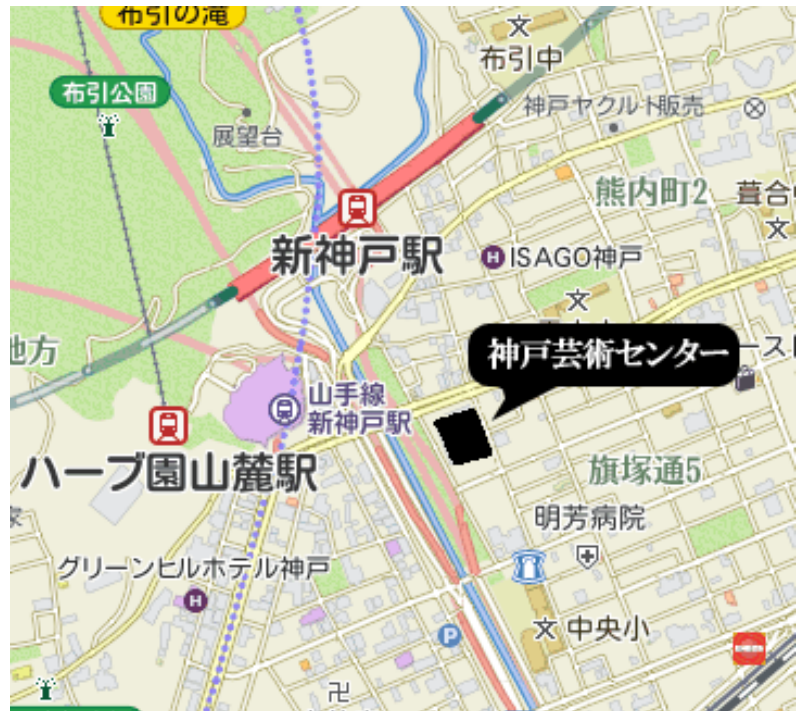 布引の滝
布引中
布引公園
神戸ヤクルト販売
展望台
熊内町2
葺合
新神戸駅
ISAGO神戸
地方
神戸芸術センター
山手線
新神戸駅
ハーブ園山麓駅
旗塚通5
明芳病院
グリーンヒルホテル神戸
中央小
P